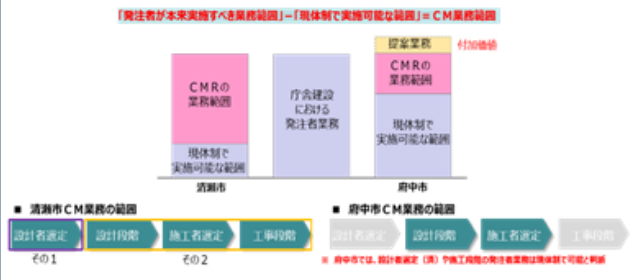 「発注者が本来実施すべき業務範囲」－「現体制で実施可能な範囲」＝ＣＭ業務範囲
提案業務
付加価値
ＣＭＲの
業務範囲
庁舎建設
における
発注者業務
ＣＭＲの
業務範囲
現体制で
実施可能な範囲
現体制で
実施可能な範囲
清瀬市
府中市
■ 清瀬市ＣＭ業務の範囲
設計者選定
設計段階
施工者選定
工事段階
その１
その２
■ 府中市ＣＭ業務の範囲
設計者選定
設計段階
施工者選定
工事段階
※ 府中市では、設計者選定（済）や施工段階の発注者業務は現体制で可能と判断